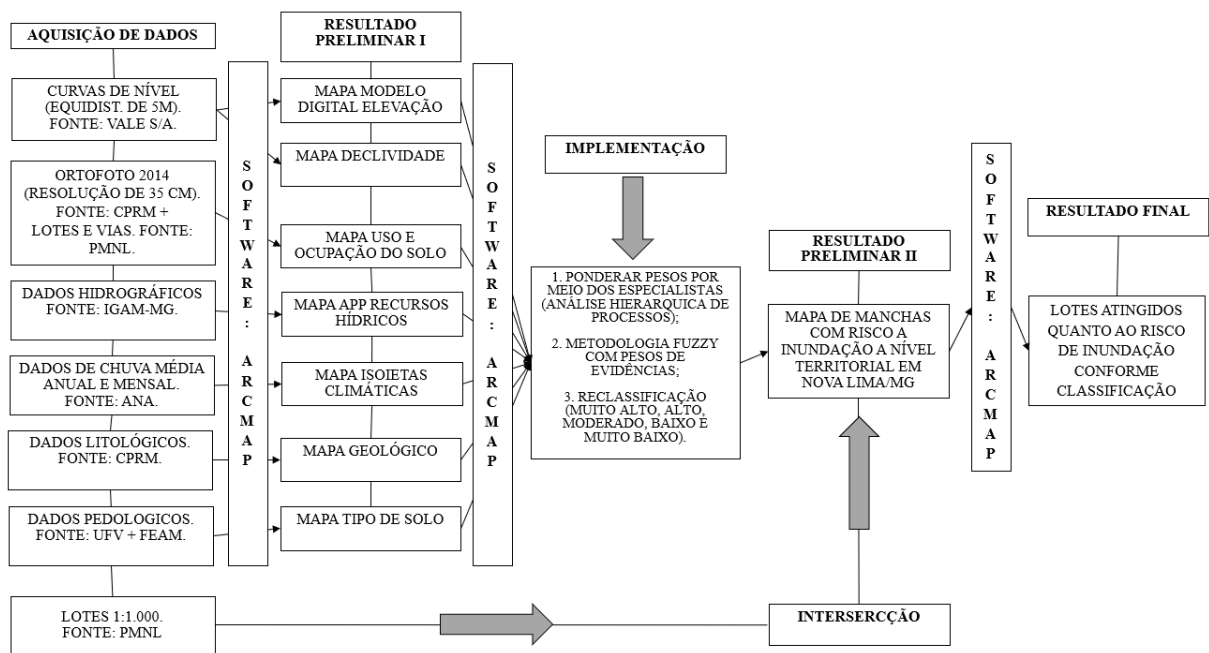 AQUISIÇÃO DE DADOS
CURVAS DE NÍVEL
(EQUIDIST. DE 5M).
FONTE: VALE S/A.
ORTOFOTO 2014
(RESOLUÇÃO DE 35 CM).
FONTE: CPRM +
LOTES E VIAS. FONTE:
PMNL.
DADOS HIDROGRÁFICOS
FONTE: IGAM-MG.
DADOS DE CHUVA MÉDIA
ANUAL E MENSAL.
FONTE: ANA.
DADOS LITOLÓGICOS.
FONTE: CPRM.
DADOS PEDOLOGICOS.
FONTE: UFV + FEAM.
LOTES 1:1.000.
FONTE: PMNL
SOFTWARE: ARCMAP
RESULTADO
PRELIMINAR I
MAPA MODELO
DIGITAL ELEVAÇÃO
MAPA DECLIVIDADE
MAPA USO E
OCUPAÇÃO DO SOLO
MAPA APP RECURSOS
HÍDRICOS
MAPA ISOIETAS
CLIMÁTICAS
MAPA GEOLÓGICO
MAPA TIPO DE SOLO
SOFTWARE: ARCMAP
IMPLEMENTAÇÃO
1. PONDERAR PESOS POR
MEIO DOS ESPECIALISTAS
(ANÁLISE HIERARQUICA DE
PROCESSOS);
2. METODOLOGIA FUZZY
COM PESOS DE
EVIDÊNCIAS;
3. RECLASSIFICAÇÃO
(MUITO ALTO, ALTO,
MODERADO, BAIXO E
MUITO BAIXO).
RESULTADO
PRELIMINAR II
MAPA DE MANCHAS
COM RISCO A
INUNDAÇÃO A NÍVEL
TERRITORIAL EM
NOVA LIMA/MG
INTERSERCÇÃO
SOFTWARE: ARCMAP
RESULTADO FINAL
LOTES ATINGIDOS
QUANTO AO RISCO
DE INUNDAÇÃO
CONFORME
CLASSIFICAÇÃO